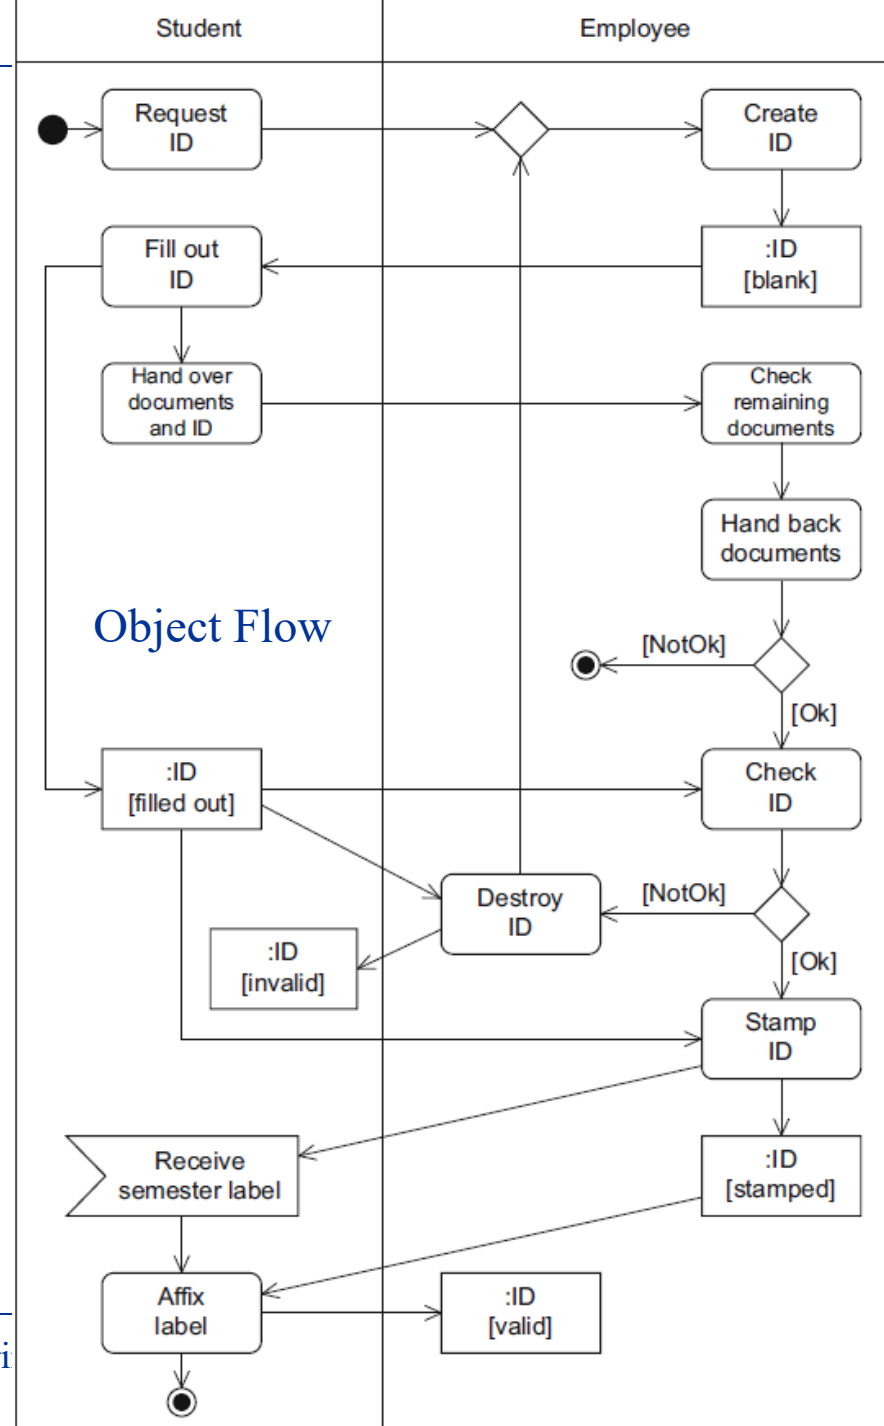 Student
Employee
Request
ID
Create
ID
Fill out
ID
:ID
[blank]
Hand over
documents
and ID
Check
remaining
documents
Hand back
documents
Object Flow
[NotOk]
[Ok]
:ID
[filled out]
Check
ID
Destroy
ID
[NotOk]
:ID
[invalid]
[Ok]
Stamp
ID
Receive
semester label
:ID
[stamped]
Affix
label
:ID
[valid]